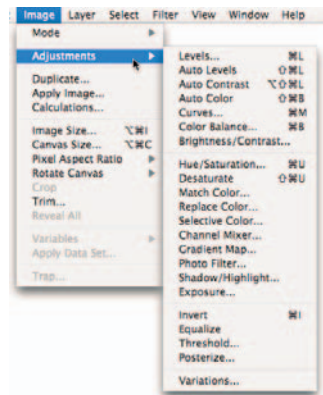 Image Layer Select Filter View Window Help
Mode
Adjustments
Duplicate...
Apply Image...
Calculations...
Image Size... ⌥⌘I
Canvas Size... ⌥⌘C
Pixel Aspect Ratio
Rotate Canvas
Crop
Trim...
Reveal All
Variables
Apply Data Set...
Trap...
Levels... ⌘L
Auto Levels ⇧⌘L
Auto Contrast ⌥⇧⌘L
Auto Color ⇧⌘B
Curves... ⌘M
Color Balance... ⌘B
Brightness/Contrast...
Hue/Saturation... ⌘U
Desaturate ⇧⌘U
Match Color...
Replace Color...
Selective Color...
Channel Mixer...
Gradient Map...
Photo Filter...
Shadow/Highlight...
Exposure...
Invert ⌘I
Equalize
Threshold...
Posterize...
Variations...